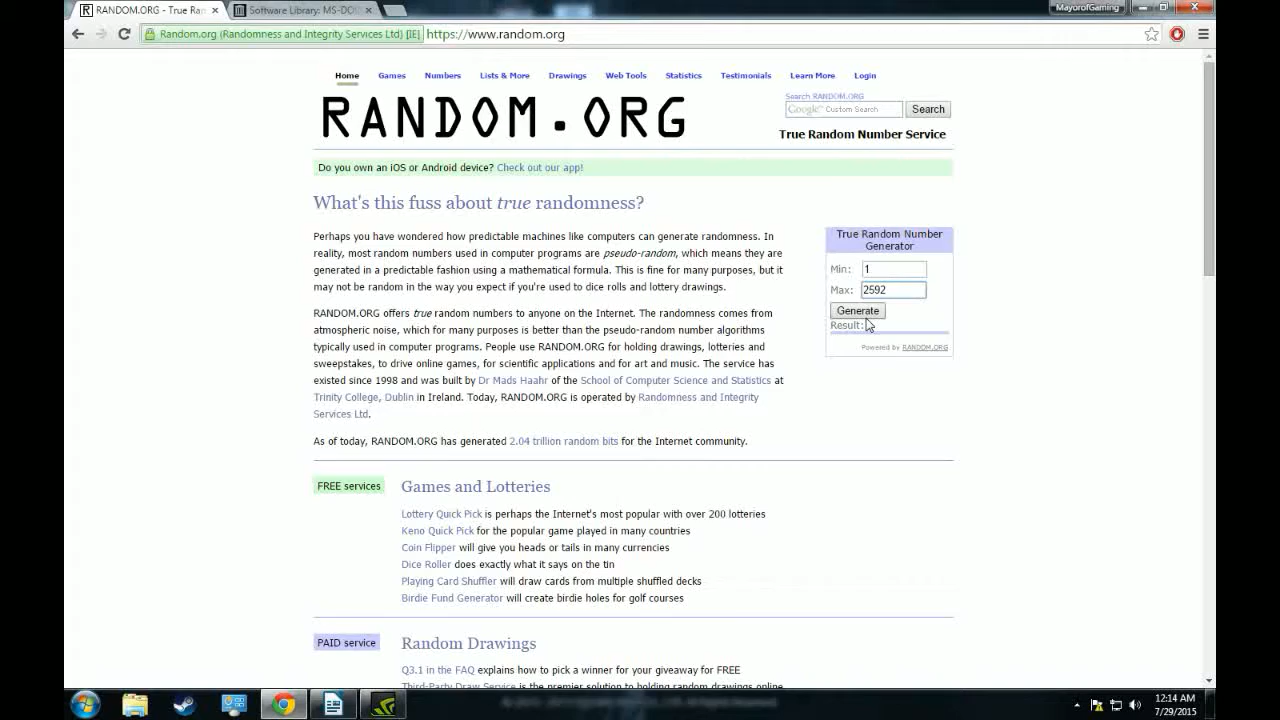 RANDOM.ORG - True Ra
Software Library: MS-DO
MayorofGaming
Random.org (Randomness and Integrity Services Ltd) [IE]
https://www.random.org
Home Games Numbers Lists & More Drawings Web Tools Statistics Testimonials Learn More Login
Search RANDOM.ORG
Google™ Custom Search
Search
RANDOM.ORG
True Random Number Service
Do you own an iOS or Android device? Check out our app!
What's this fuss about true randomness?
Perhaps you have wondered how predictable machines like computers can generate randomness. In
reality, most random numbers used in computer programs are pseudo-random, which means they are
generated in a predictable fashion using a mathematical formula. This is fine for many purposes, but it
may not be random in the way you expect if you're used to dice rolls and lottery drawings.
RANDOM.ORG offers true random numbers to anyone on the Internet. The randomness comes from
atmospheric noise, which for many purposes is better than the pseudo-random number algorithms
typically used in computer programs. People use RANDOM.ORG for holding drawings, lotteries and
sweepstakes, to drive online games, for scientific applications and for art and music. The service has
existed since 1998 and was built by Dr Mads Haahr of the School of Computer Science and Statistics at
Trinity College, Dublin in Ireland. Today, RANDOM.ORG is operated by Randomness and Integrity
Services Ltd.
As of today, RANDOM.ORG has generated 2.04 trillion random bits for the Internet community.
True Random Number
Generator
Min: 1
Max: 2592
Generate
Result:
Powered by RANDOM.ORG
FREE services
Games and Lotteries
Lottery Quick Pick is perhaps the Internet's most popular with over 200 lotteries
Keno Quick Pick for the popular game played in many countries
Coin Flipper will give you heads or tails in many currencies
Dice Roller does exactly what it says on the tin
Playing Card Shuffler will draw cards from multiple shuffled decks
Birdie Fund Generator will create birdie holes for golf courses
PAID service
Random Drawings
Q3.1 in the FAQ explains how to pick a winner for your giveaway for FREE
Third-Party Draw Service is the premier solution to holding random drawings online
12:14 AM
7/29/2015